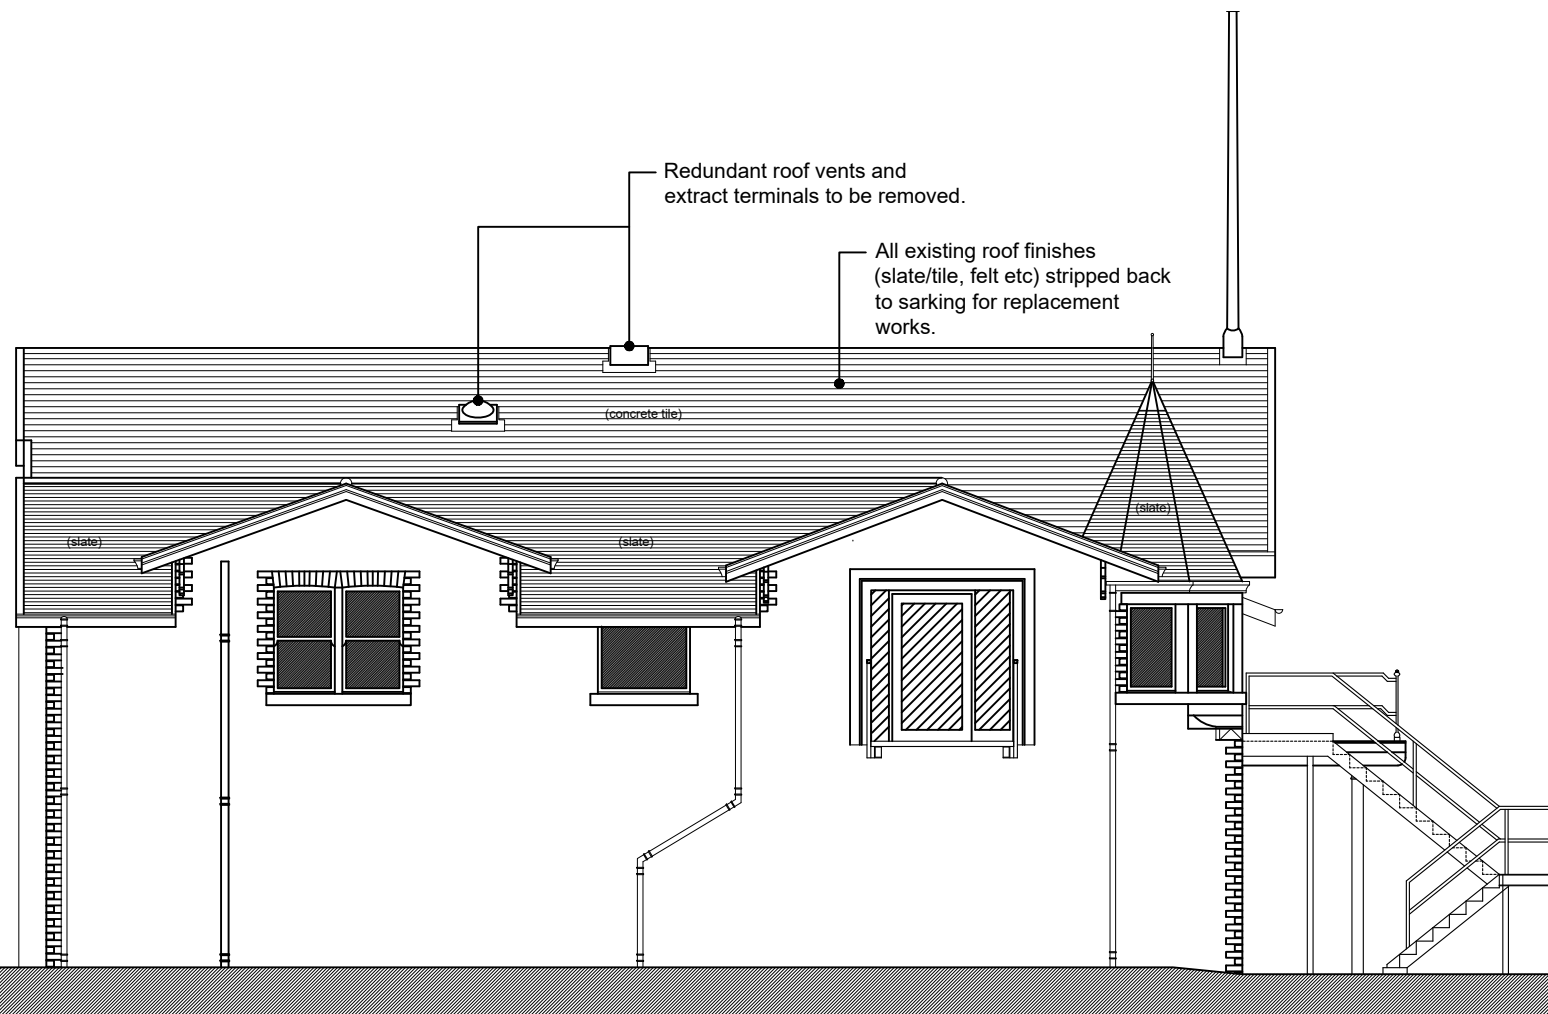 Redundant roof vents and
extract terminals to be removed.
All existing roof finishes
(slate/tile, felt etc) stripped back
to sarking for replacement
works.
(concrete tile)
(slate)
(slate)
(slate)